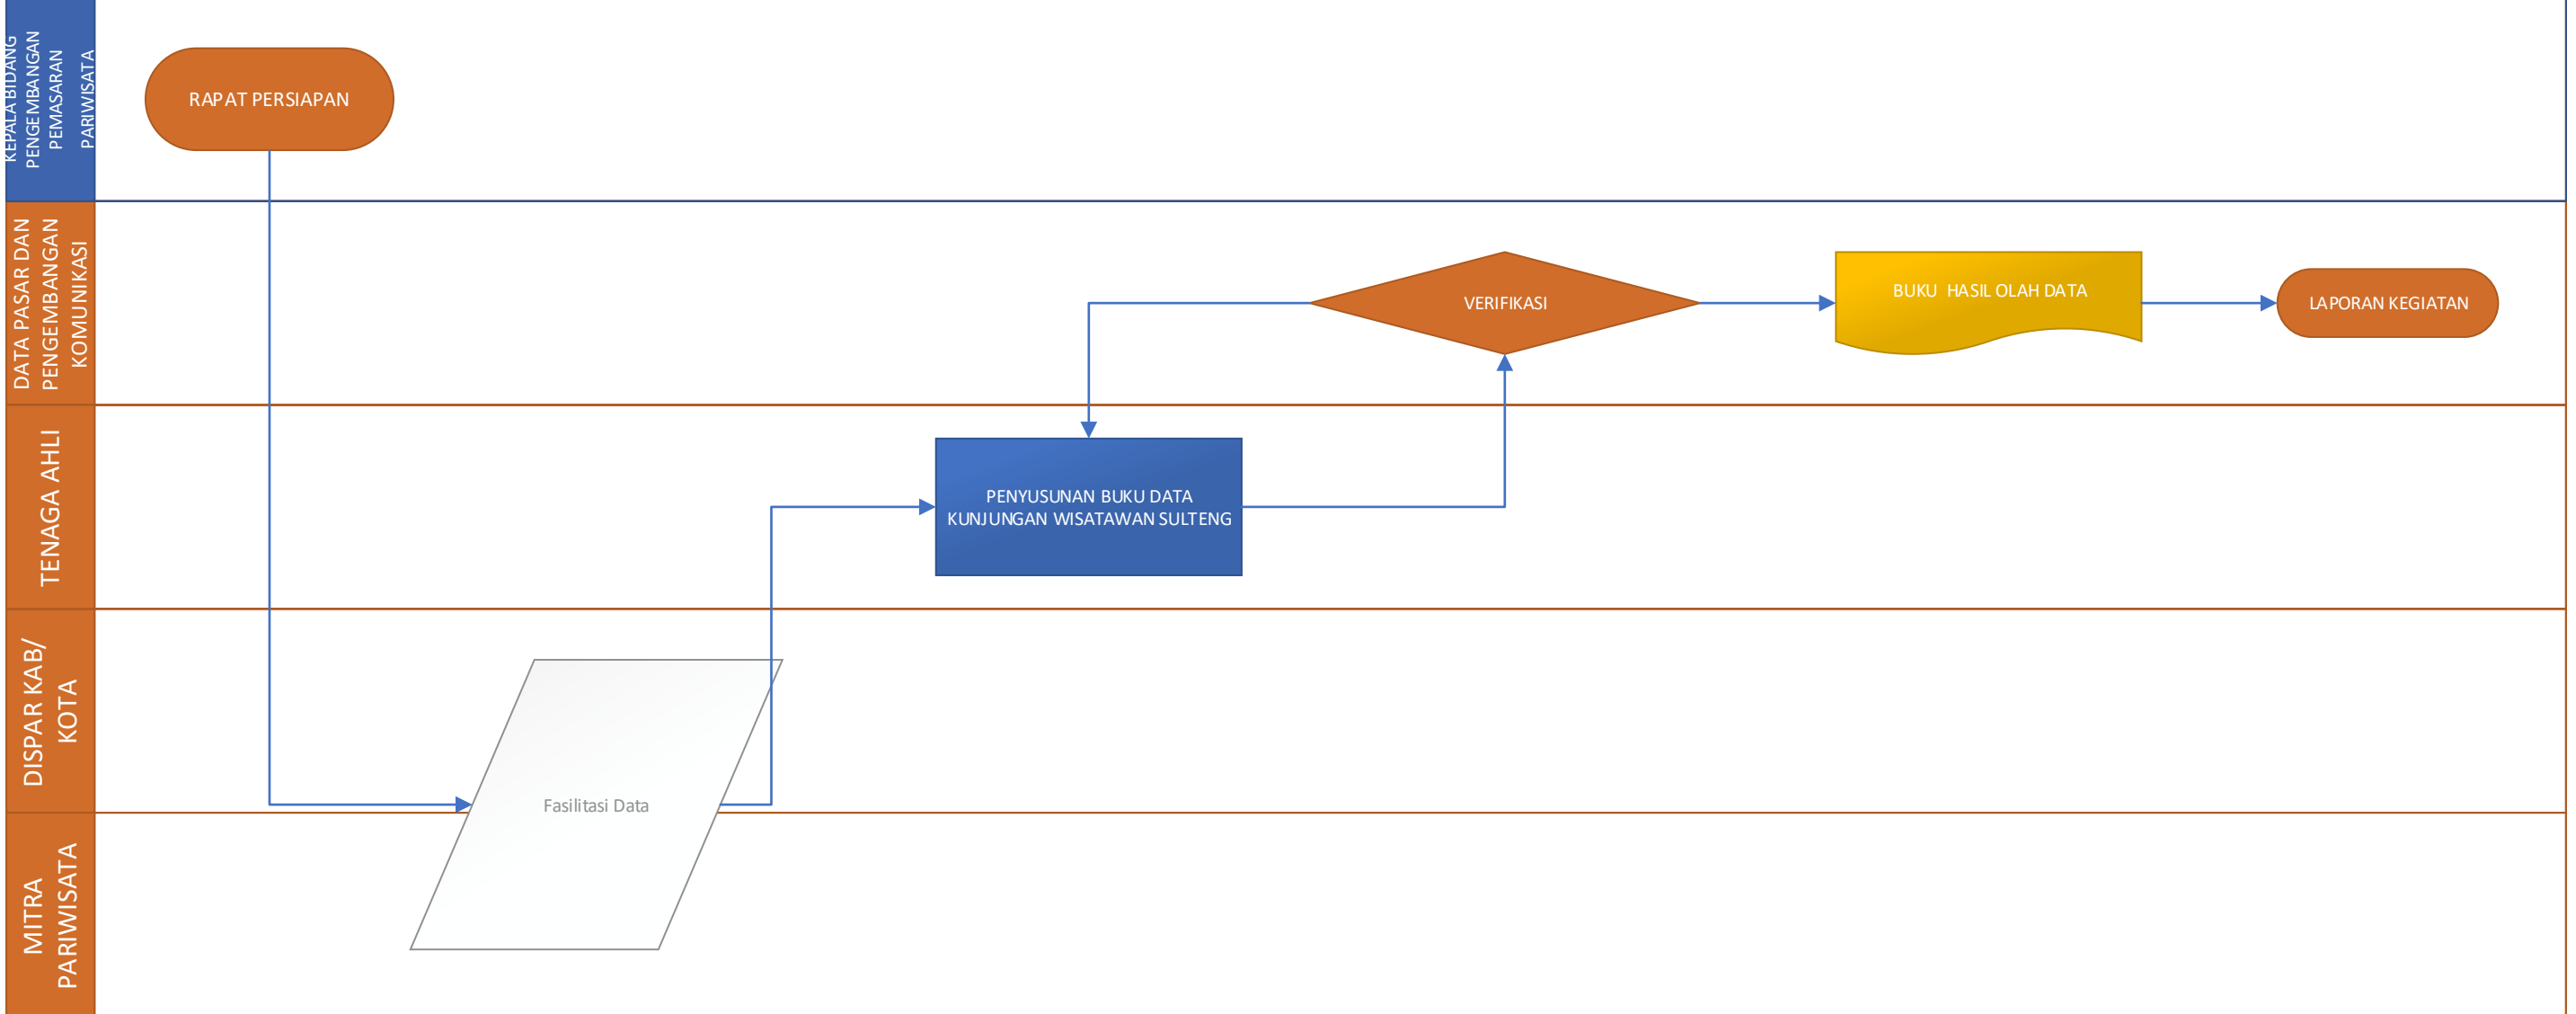 KEPALA BIDANG
PENGEMBANGAN
PEMASARAN
PARIWISATA
RAPAT PERSIAPAN
DATA PASAR DAN
PENGEMBANGAN
KOMUNIKASI
VERIFIKASI
BUKU  HASIL OLAH DATA
LAPORAN KEGIATAN
TENAGA AHLI
PENYUSUNAN BUKU DATA
KUNJUNGAN WISATAWAN SULTENG
DISPAR KAB/
KOTA
Fasilitasi Data
MITRA
PARIWISATA